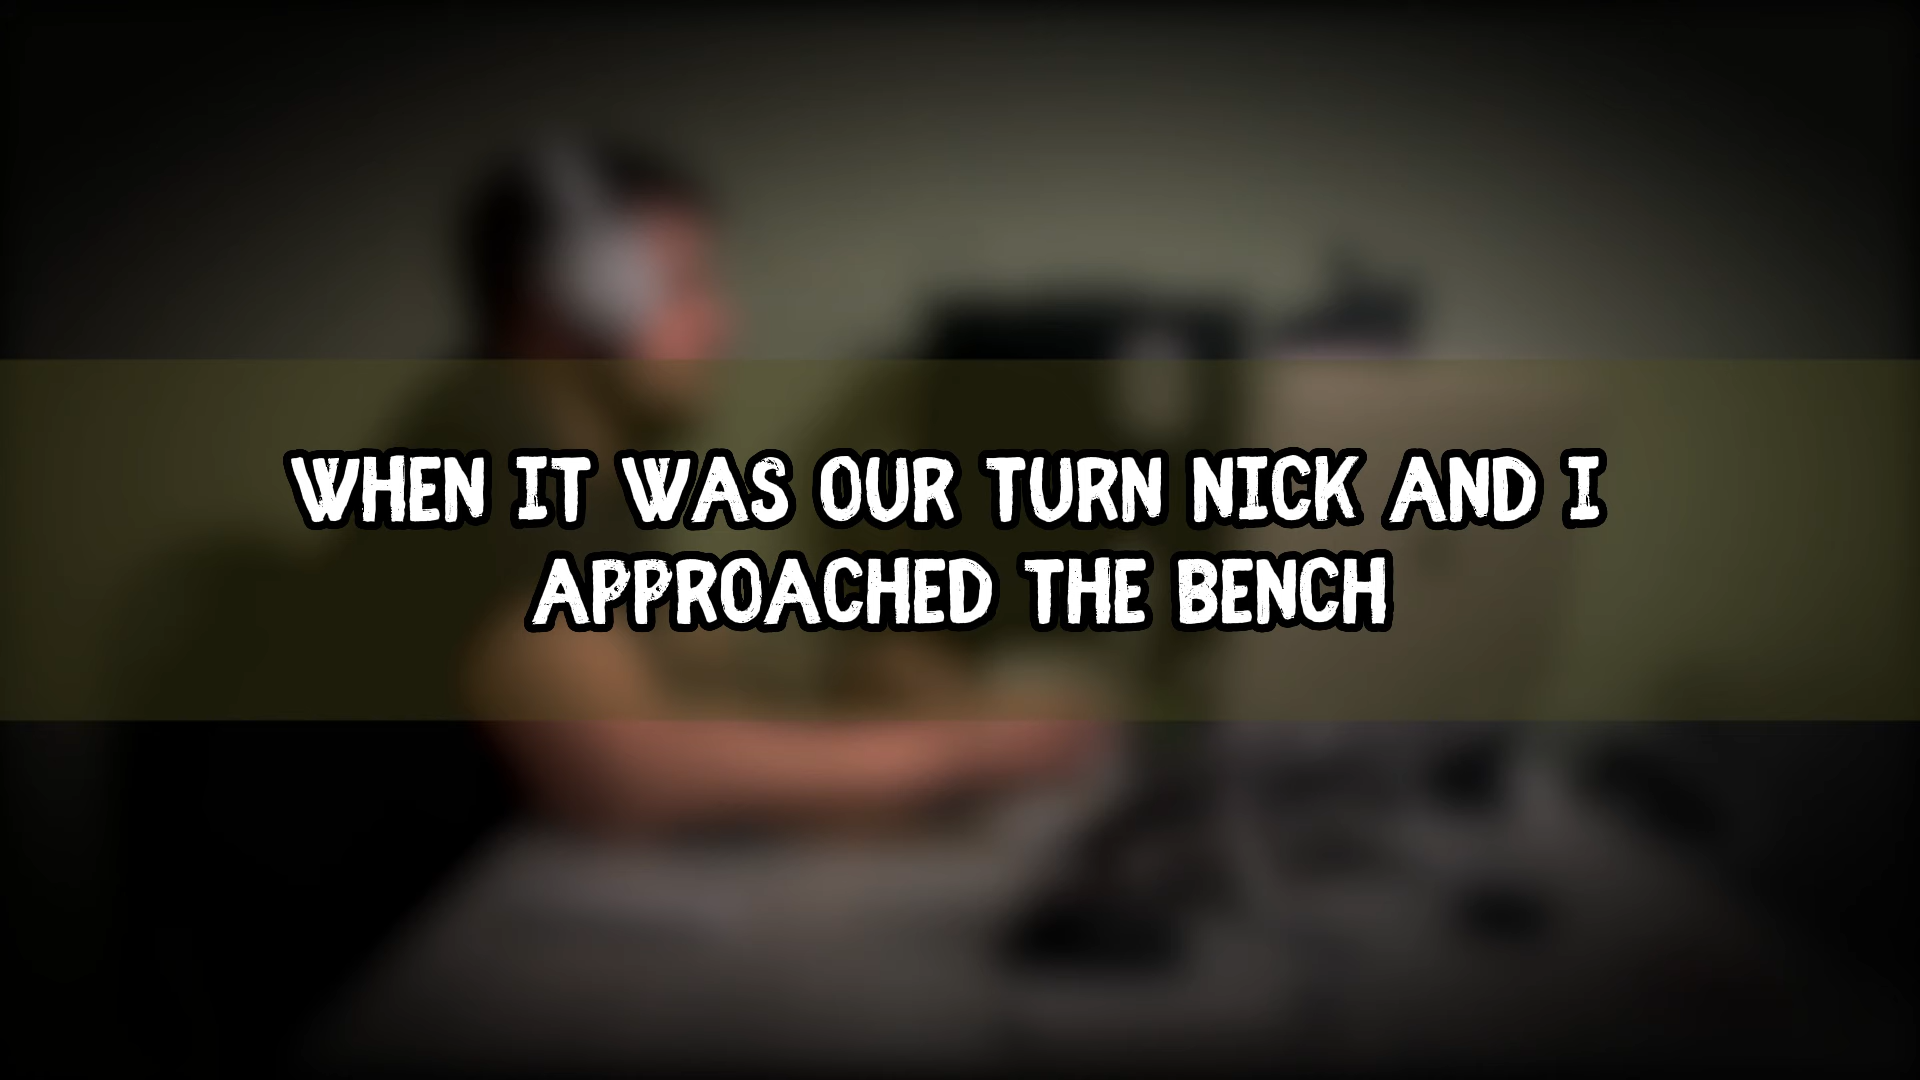 WHEN IT WAS OUR TURN NICK AND I
APPROACHED THE BENCH